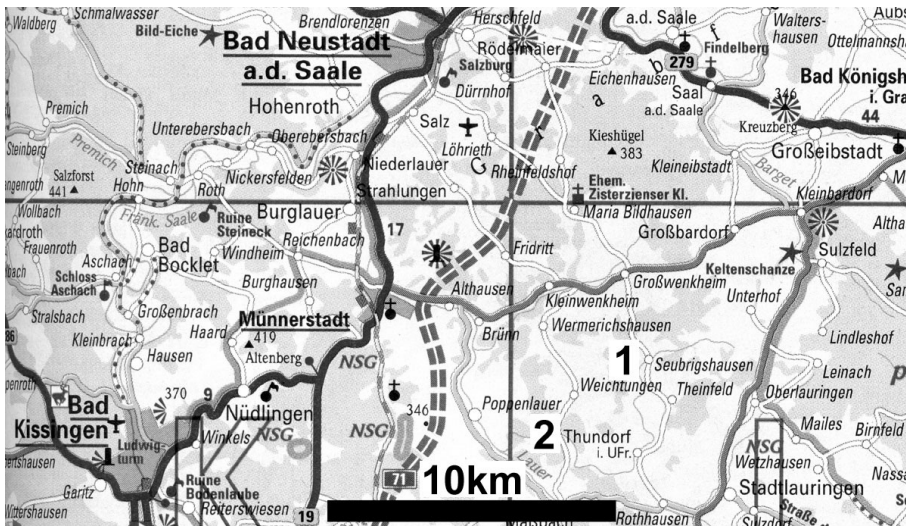 Waldberg
Schmalwasser
Bild-Eiche
Brendlorenzen
Herschfeld
Rödelmaier
a.d. Saale
Findelberg
Walters-
hausen
Ottelmannsha
Bad Neustadt
a.d. Saale
Salzburg
Dürrnhof
Eichenhausen
279
Saal
a.d. Saale
Bad Königsh
i. Gra
346
44
Kreuzberg
Großeibstadt
Hohenroth
Premich
Unterebersbach
Oberebersbach
Salz
Löhrieth
G r a b f
Kieshügel
383
Kleineibstadt
Barget
Steinberg
Premich
Steinach
Niederlauer
Rheinfeldshof
Salzforst
441
Hohn
Roth
Nickersfelden
Strahlungen
Ehem.
Zisterzienser Kl.
Kleinbardorf
Wollbach
Fränk. Saale
Ruine
Steineck
Burglauer
17
Maria Bildhausen
Großbardorf
Altha
Frauenroth
Aschach
Bad
Bocklet
Windheim
Reichenbach
Fridritt
Keltenschanze
Sulzfeld
Schloss
Aschach
Burghausen
Althausen
Großwenkheim
Kleinwenkheim
Unterhof
Stralsbach
Großenbrach
Münnerstadt
Brünn
Wermerichshausen
Lindleshof
Kleinbrach
Haard
419
Altenberg
Hausen
NSG
1
Seubrigshausen
Leinach
370
9
Weichtungen
Theinfeld
Oberlauringen
Bad
Kissingen
Nüdlingen
346
Poppenlauer
Winkels
NSG
NSG
2
Thundorf
i. UFr.
Mailes
Birnfeld
Ludwig-
turm
Lauer
NSG
Wetzhausen
Garitz
Ruine
Bodenlaube
71
10km
Stadtlauringen
Reiterswiesen
19
Rothhausen
Straße